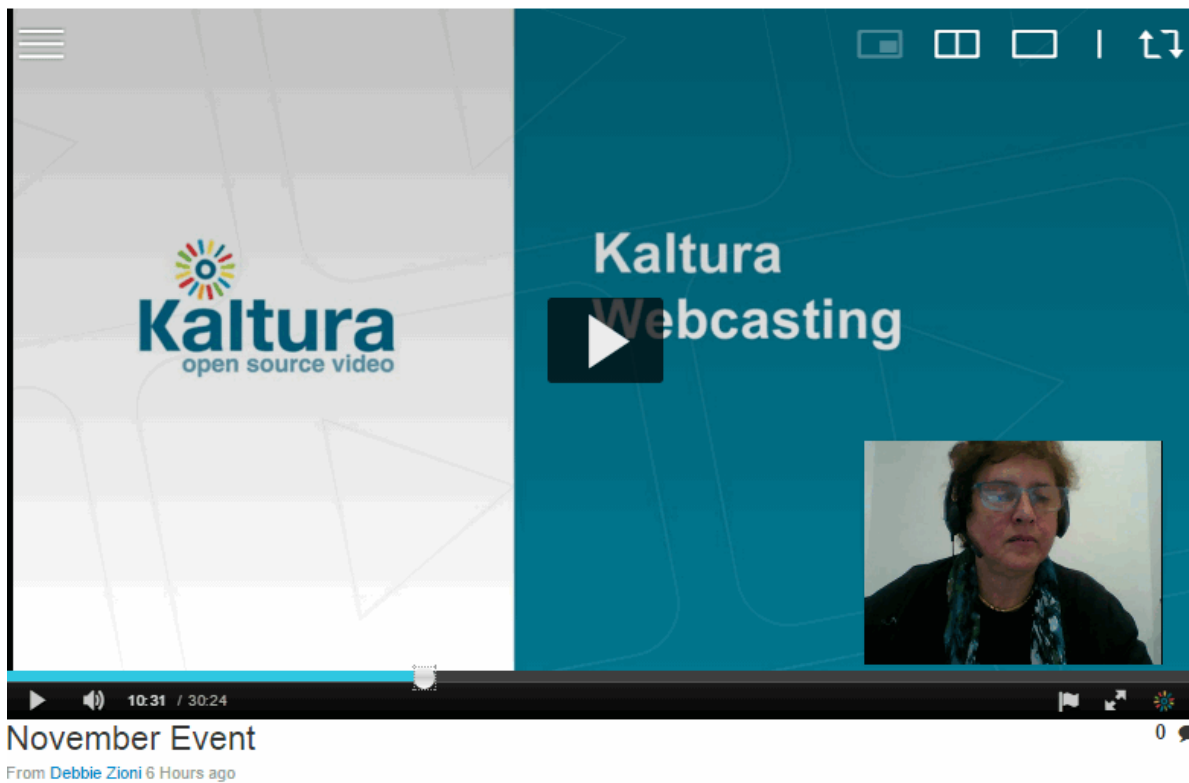 Kaltura
open source video
Kaltura
Webcasting
10:31 / 30:24
November Event
0
From Debbie Zioni 6 Hours ago